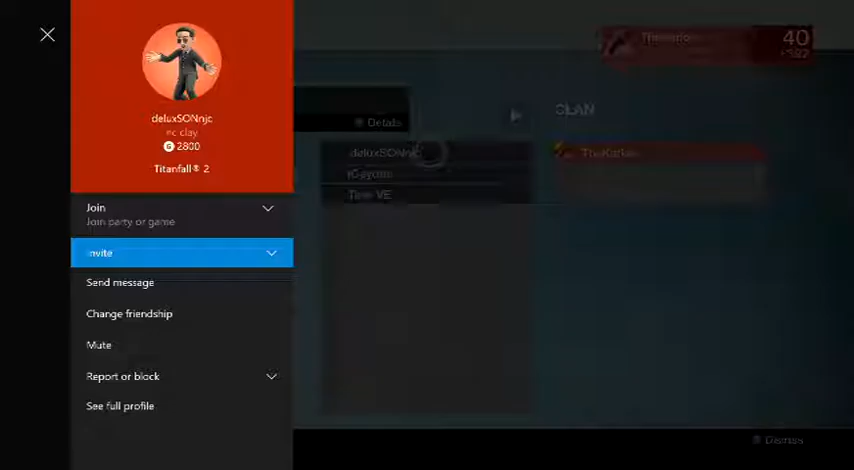 deluxSONnjc
nc clay
G 2800
Titanfall® 2
Join
Join party or game
Invite
Send message
Change friendship
Mute
Report or block
See full profile
40
Details
CLAN
deluxSONnjc
Dismiss